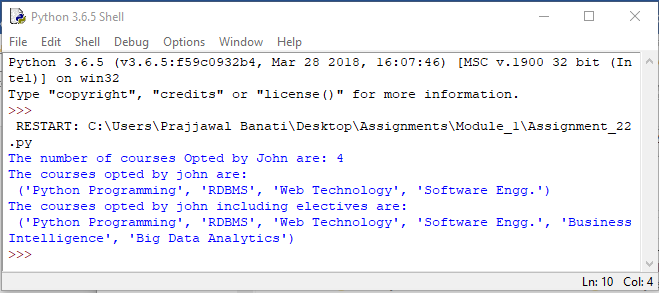 Python 3.6.5 Shell
File Edit Shell Debug Options Window Help
Python 3.6.5 (v3.6.5:f59c0932b4, Mar 28 2018, 16:07:46) [MSC v.1900 32 bit (In
tel)] on win32
Type "copyright", "credits" or "license()" for more information.
>>>
 RESTART: C:\Users\Prajjawal Banati\Desktop\Assignments\Module_1\Assignment_22
.py
The number of courses Opted by John are: 4
The courses opted by john are:
 ('Python Programming', 'RDBMS', 'Web Technology', 'Software Engg.')
The courses opted by john including electives are:
 ('Python Programming', 'RDBMS', 'Web Technology', 'Software Engg.', 'Business
Intelligence', 'Big Data Analytics')
>>>
Ln: 10 Col: 4